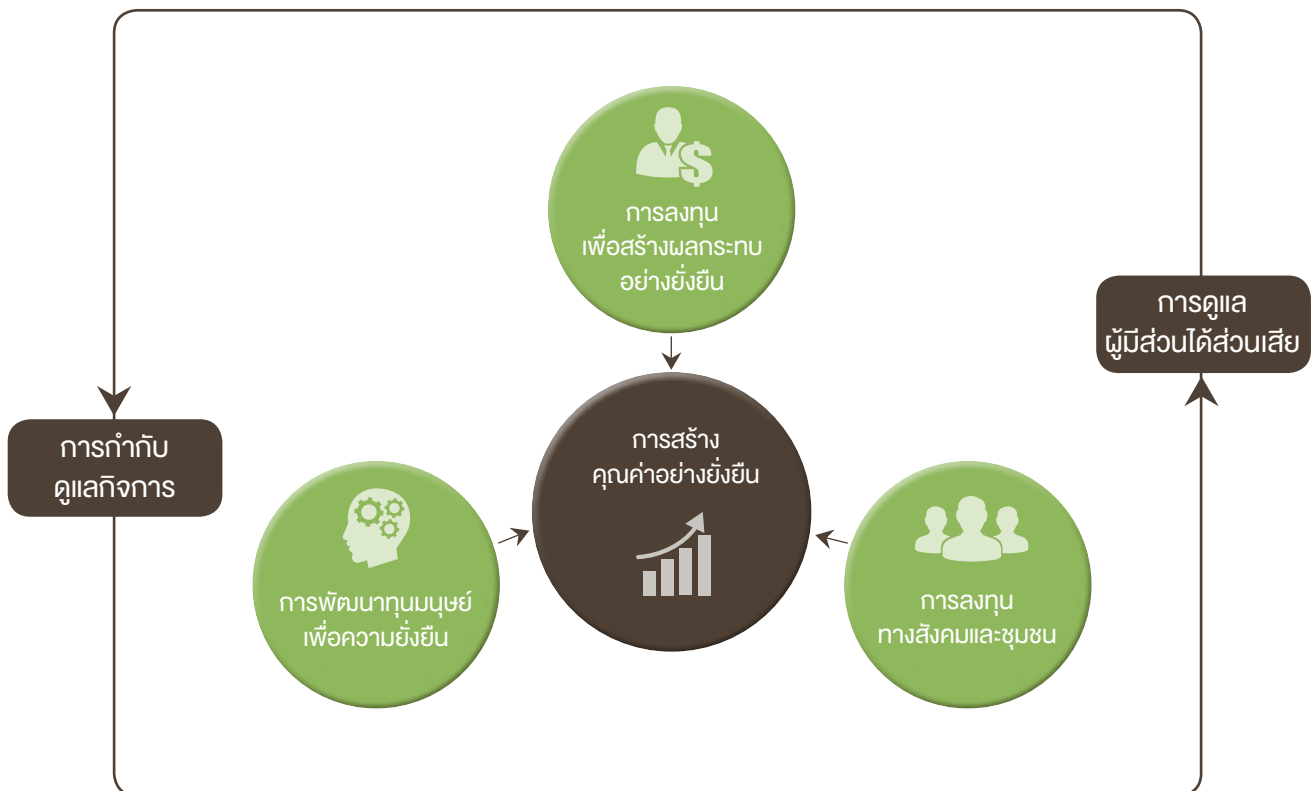 การลงทุน
เพื่อสร้างผลกระทบ
อย่างยั่งยืน
การดูแล
ผู้มีส่วนได้ส่วนเสีย
การกำกับ
ดูแลกิจการ
การสร้าง
คุณค่าอย่างยั่งยืน
การพัฒนาทุนมนุษย์
เพื่อความยั่งยืน
การลงทุน
ทางสังคมและชุมชน